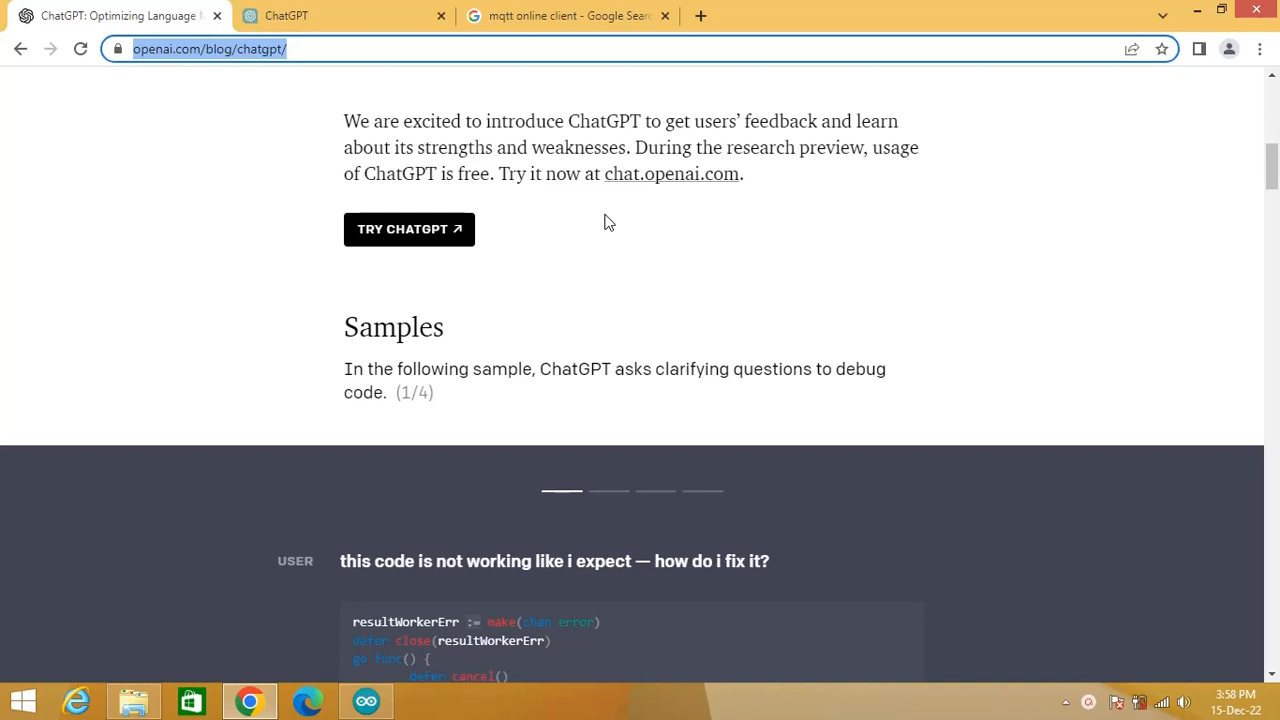 ChatGPT: Optimizing Language
ChatGPT
mqtt online client - Google Sear
openai.com/blog/chatgpt/
We are excited to introduce ChatGPT to get users’ feedback and learn
about its strengths and weaknesses. During the research preview, usage
of ChatGPT is free. Try it now at chat.openai.com.
TRY CHATGPT ↗
Samples
In the following sample, ChatGPT asks clarifying questions to debug
code. (1/4)
USER
this code is not working like i expect — how do i fix it?
resultWorkerErr := make(chan error)
defer close(resultWorkerErr)
go func() {
defer cancel()
3:58 PM
15-Dec-22